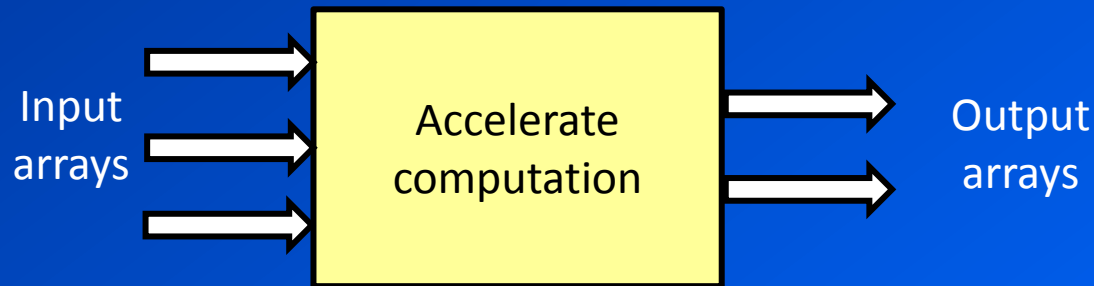 Input
arrays
Accelerate
computation
Output
arrays